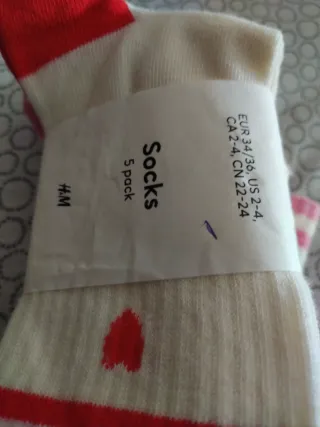 Socks
5 pack
EUR 34/36, US 2-4,
CA 2-4, CN 22-24
H&M